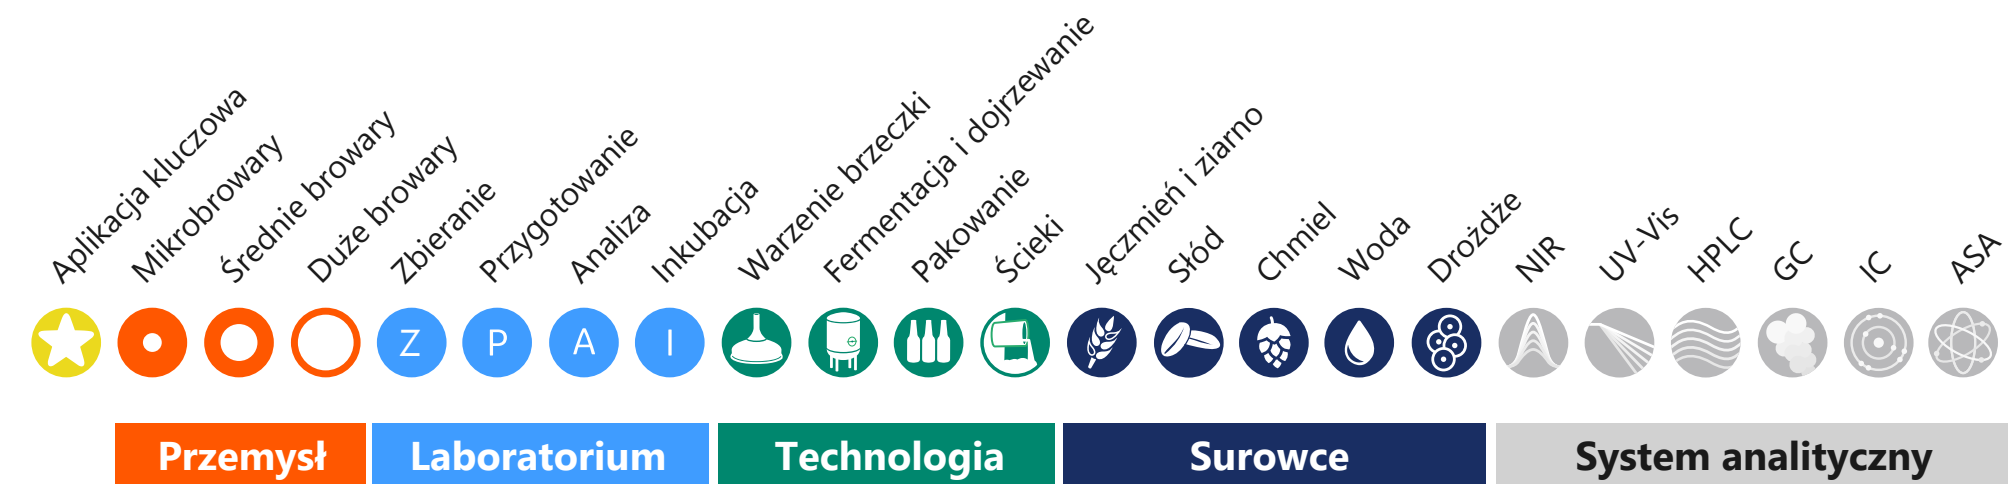 Aplikacja kluczowa
Mikrobrowary
Średnie browary
Duże browary
Zbieranie
Przygotowanie
Analiza
Inkubacja
Warzenie brzeczki
Fermentacja i dojrzewanie
Pakowanie
Ścieki
Jęczmień i ziarno
Słód
Chmiel
Woda
Drożdże
NIR
UV-Vis
HPLC
GC
IC
ASA
Z
P
A
I
Przemysł
Laboratorium
Technologia
Surowce
System analityczny